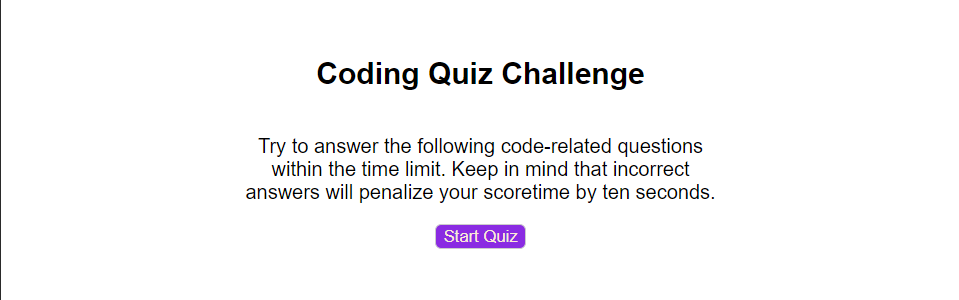 Coding Quiz Challenge
Try to answer the following code-related questions
within the time limit. Keep in mind that incorrect
answers will penalize your scoretime by ten seconds.
Start Quiz